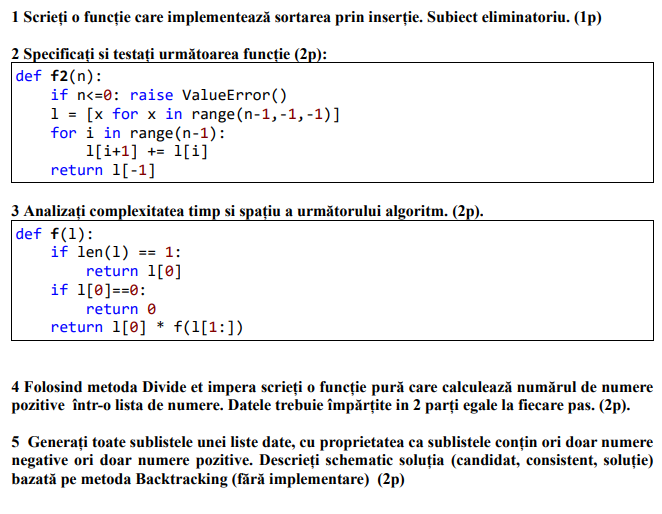 1 Scrieți o funcție care implementează sortarea prin inserție. Subiect eliminatoriu. (1p)
2 Specificați si testați următoarea funcție (2p):
def f2(n):
    if n<=0: raise ValueError()
    l = [x for x in range(n-1,-1,-1)]
    for i in range(n-1):
        l[i+1] += l[i]
    return l[-1]
3 Analizați complexitatea timp si spațiu a următorului algoritm. (2p).
def f(l):
    if len(l) == 1:
        return l[0]
    if l[0]==0:
        return 0
    return l[0] * f(l[1:])
4 Folosind metoda Divide et impera scrieți o funcție pură care calculează numărul de numere
pozitive într-o lista de numere. Datele trebuie împărțite in 2 parți egale la fiecare pas. (2p).
5 Generați toate sublistele unei liste date, cu proprietatea ca sublistele conțin ori doar numere
negative ori doar numere pozitive. Descrieți schematic soluția (candidat, consistent, soluție)
bazată pe metoda Backtracking (fără implementare) (2p)